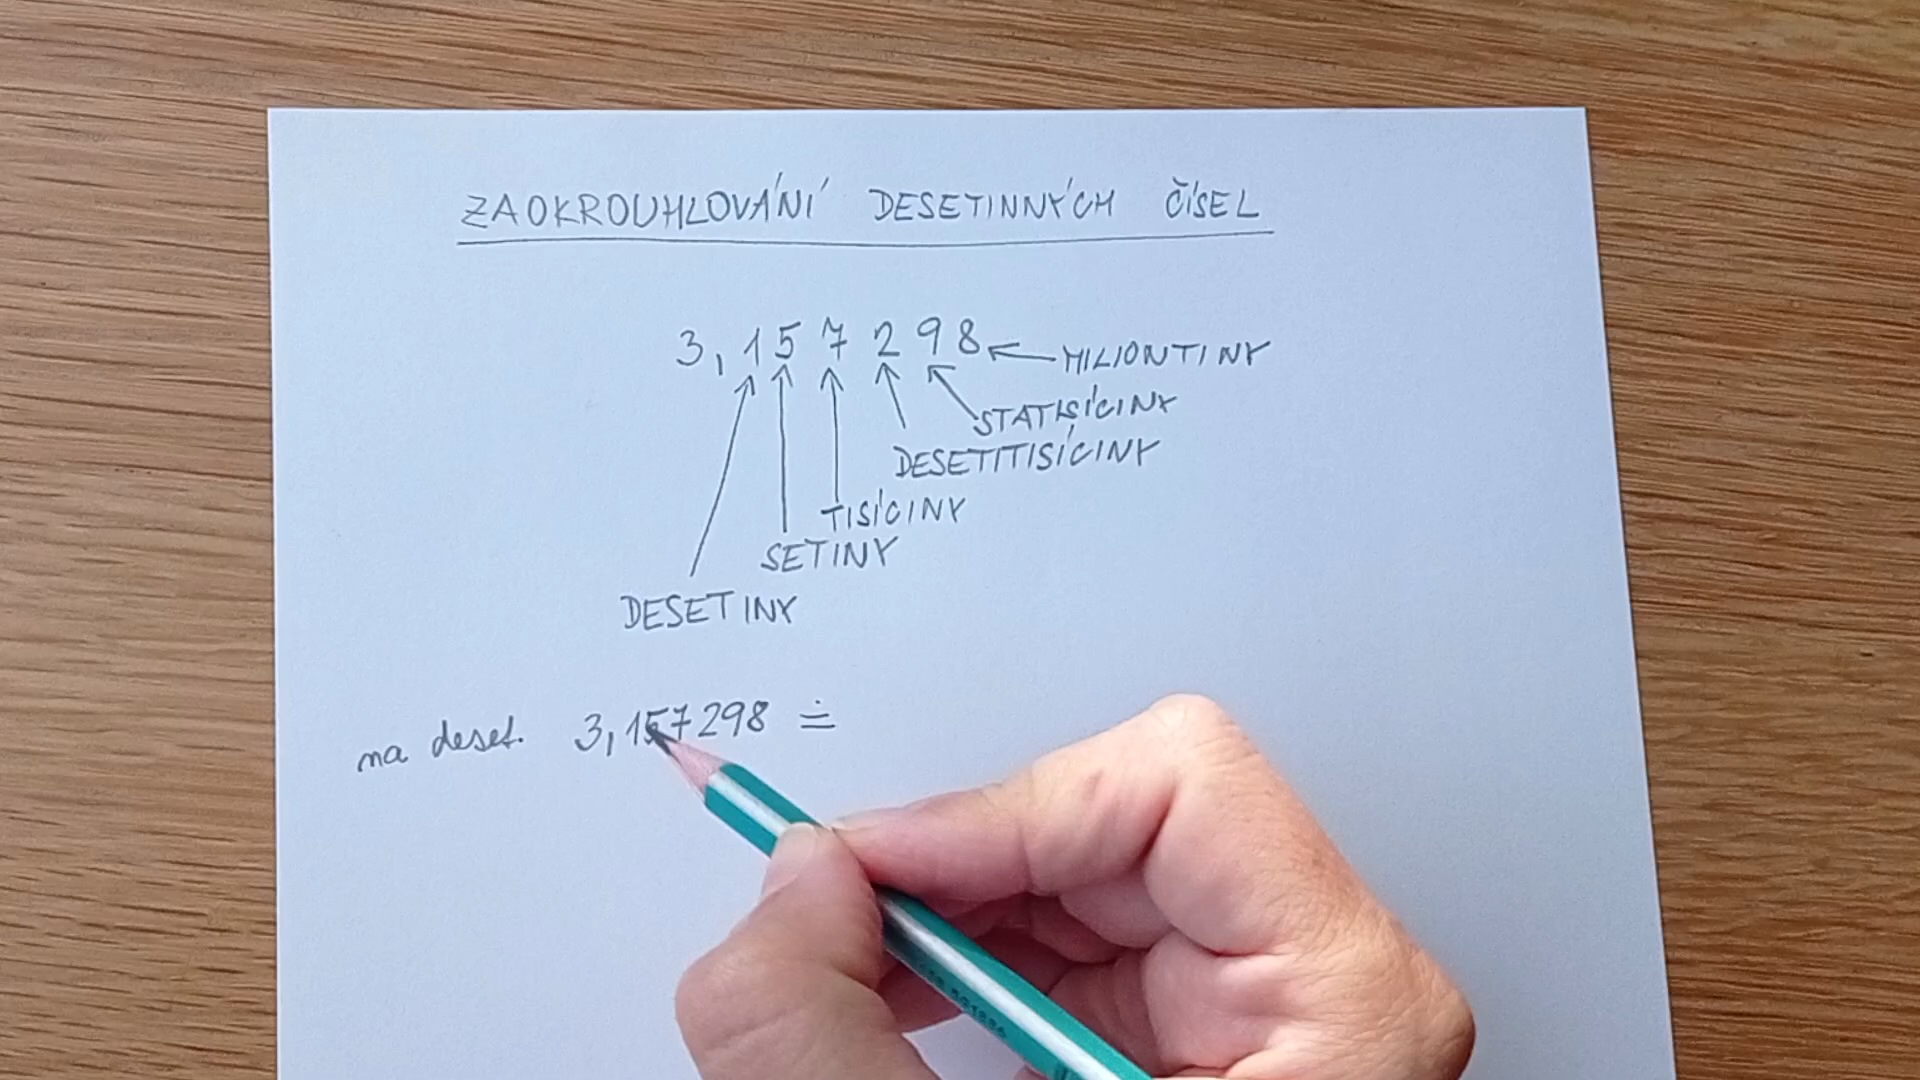 ZAOKROUHLOVÁNÍ DESETINNÝCH ČÍSEL
3,157298
MILIONTINY
STATISÍCINY
DESETITISÍCINY
TISÍCINY
SETINY
DESETINY
na deset. 3,157298 ≐